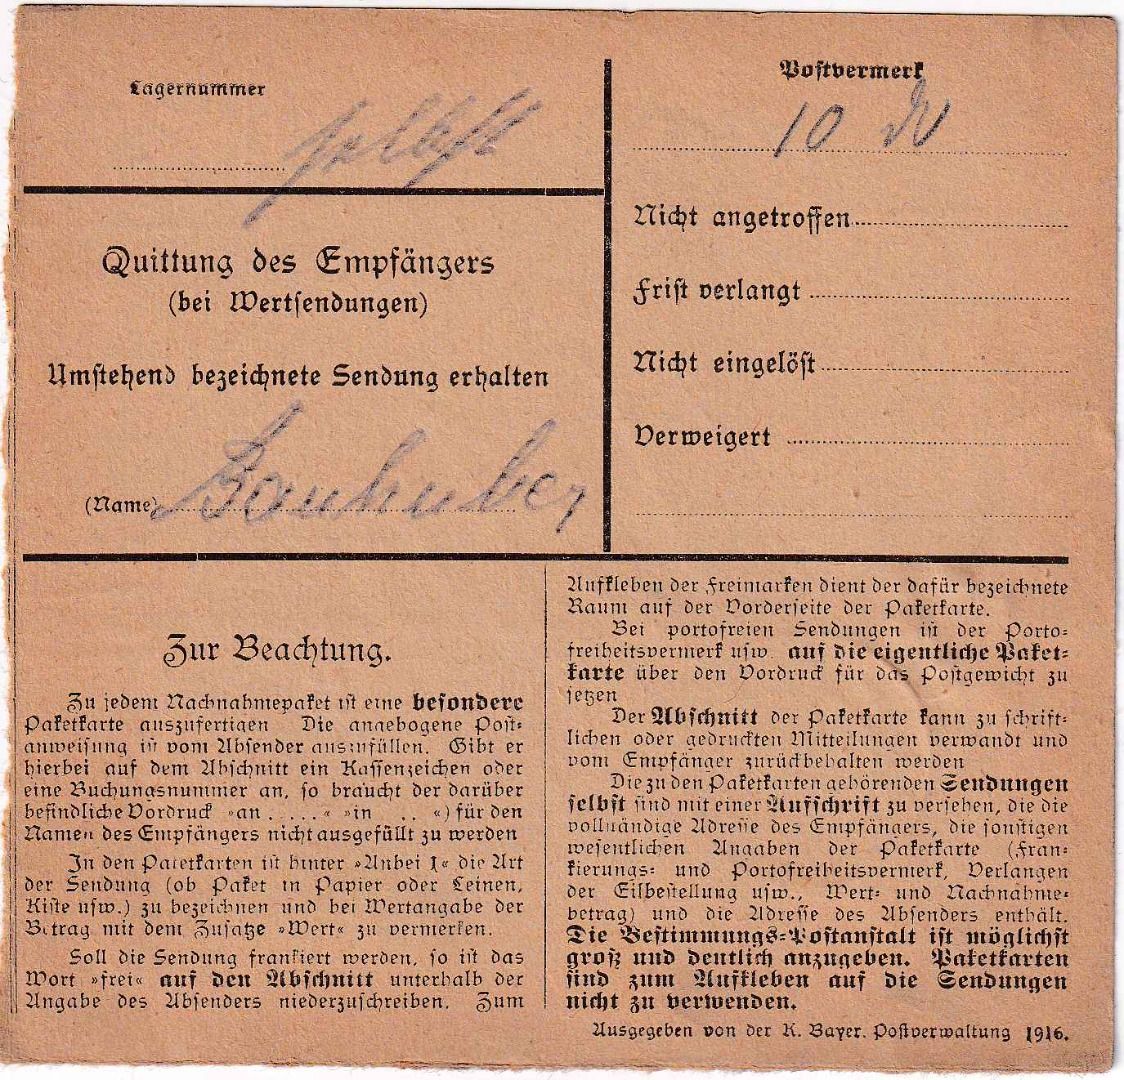 Lagernummer
selbst
Quittung des Empfängers
(bei Wertsendungen)
Umstehend bezeichnete Sendung erhalten
(Name) Bauhuber
Postvermerk
10
Nicht angetroffen
Frist verlangt
Nicht eingelöst
Verweigert
Zur Beachtung.
Zu jedem Nachnahmepaket ist eine besondere
Paketkarte auszufertigen Die angebogene Post-
anweisung ist vom Absender auszufüllen. Gibt er
hierbei auf dem Abschnitt ein Kassenzeichen oder
eine Buchungsnummer an, so braucht der darüber
befindliche Vordruck »an ..... « »in .. «) für den
Namen des Empfängers nicht ausgefüllt zu werden
In den Paketkarten ist hinter »Anbei 1« die Art
der Sendung (ob Paket in Papier oder Leinen,
Kiste usw.) zu bezeichnen und bei Wertangabe der
Betrag mit dem Zusatze »Wert« zu vermerken.
Soll die Sendung frankiert werden, so ist das
Wort »frei« auf den Abschnitt unterhalb der
Angabe des Absenders niederzuschreiben. Zum
Aufkleben der Freimarken dient der dafür bezeichnete
Raum auf der Vorderseite der Paketkarte.
Bei portofreien Sendungen ist der Porto-
freiheitsvermerk usw. auf die eigentliche Paket-
karte über den Vordruck für das Postgewicht zu
setzen
Der Abschnitt der Paketkarte kann zu schrift-
lichen oder gedruckten Mitteilungen verwandt und
vom Empfänger zurückbehalten werden
Die zu den Paketkarten gehörenden Sendungen
selbst sind mit einer Aufschrift zu versehen, die die
vollständige Adresse des Empfängers, die sonstigen
wesentlichen Angaben der Paketkarte (Fran-
kierungs- und Portofreiheitsvermerk, Verlangen
der Eilbestellung usw., Wert- und Nachnahme-
betrag) und die Adresse des Absenders enthält.
Die Bestimmungs-Postanstalt ist möglichst
groß und deutlich anzugeben. Paketkarten
sind zum Aufkleben auf die Sendungen
nicht zu verwenden.
Ausgegeben von der K. Bayer. Postverwaltung 1916.